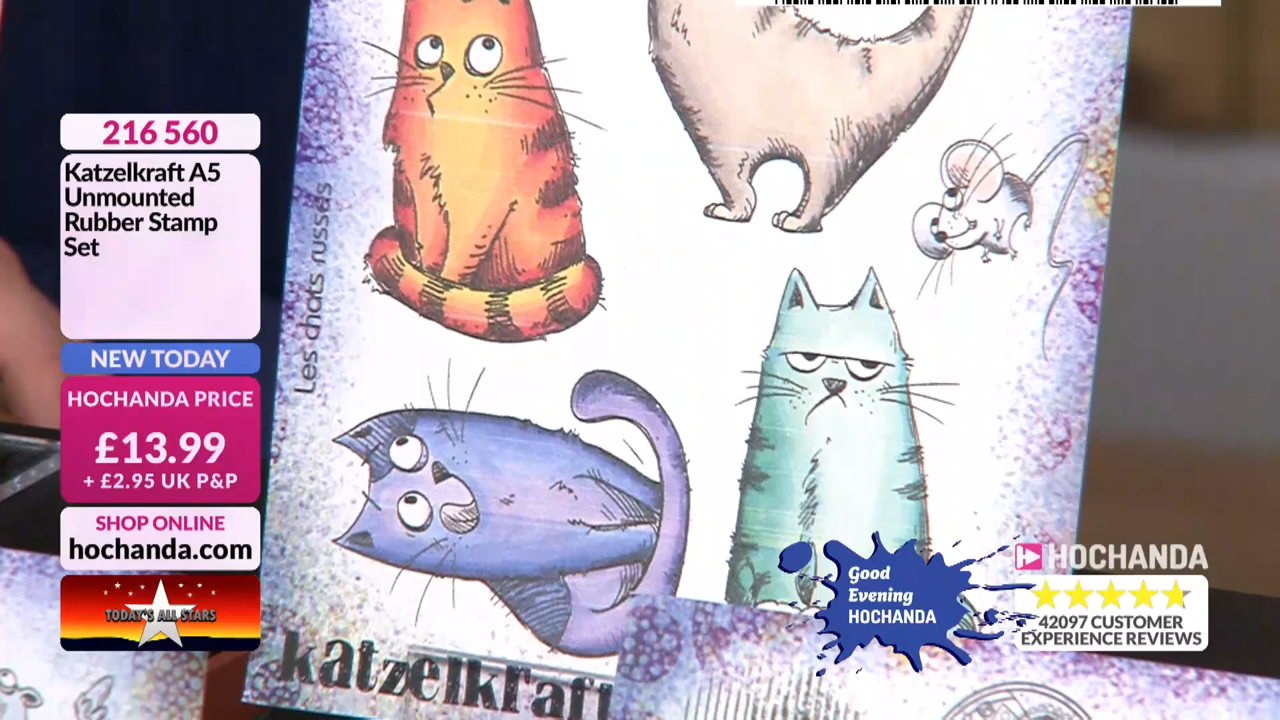 216 560
Katzelkraft A5
Unmounted
Rubber Stamp
Set
NEW TODAY
HOCHANDA PRICE
£13.99
+ £2.95 UK P&P
SHOP ONLINE
hochanda.com
TODAY'S ALL STARS
Les chats russes
katzelkraft
Good
Evening
HOCHANDA
HOCHANDA
42097 CUSTOMER
EXPERIENCE REVIEWS